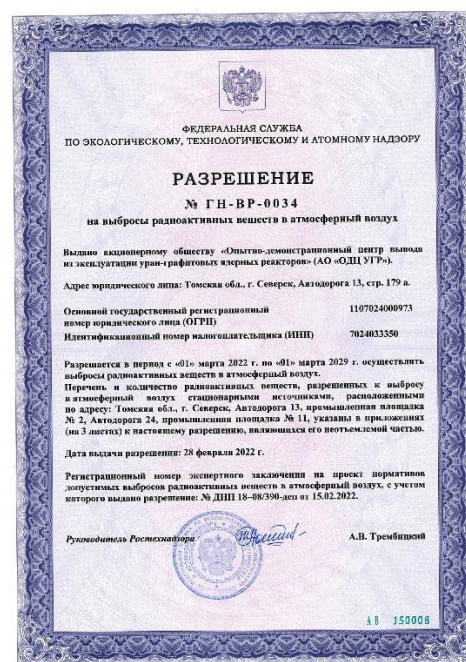 ФЕДЕРАЛЬНАЯ СЛУЖБА
ПО ЭКОЛОГИЧЕСКОМУ, ТЕХНОЛОГИЧЕСКОМУ И АТОМНОМУ НАДЗОРУ
РАЗРЕШЕНИЕ
№ ГН-ВР-0034
на выбросы радиоактивных веществ в атмосферный воздух
Выдано акционерному обществу «Опытно-демонстрационный центр вывода
из эксплуатации уран-графитовых ядерных реакторов» (АО «ОДЦ УГР»).
Адрес юридического лица: Томская обл., г. Северск, Автодорога 13, стр. 179 а.
Основной государственный регистрационный
номер юридического лица (ОГРН) 1107024000973
Идентификационный номер налогоплательщика (ИНН) 7024033350
Разрешается в период с «01» марта 2022 г. по «01» марта 2029 г. осуществлять
выбросы радиоактивных веществ в атмосферный воздух.
Перечень и количество радиоактивных веществ, разрешенных к выбросу
в атмосферный воздух стационарными источниками, расположенными
по адресу: Томская обл., г. Северск, Автодорога 13, промышленная площадка
№ 2, Автодорога 24, промышленная площадка № 11, указаны в приложениях
(на 3 листах) к настоящему разрешению, являющихся его неотъемлемой частью.
Дата выдачи разрешения: 28 февраля 2022 г.
Регистрационный номер экспертного заключения на проект нормативов
допустимых выбросов радиоактивных веществ в атмосферный воздух, с учетом
которого выдано разрешение: № ДНП 18–08/390-деп от 15.02.2022.
Руководитель Ростехнадзора А.В. Трембицкий
АВ 150008